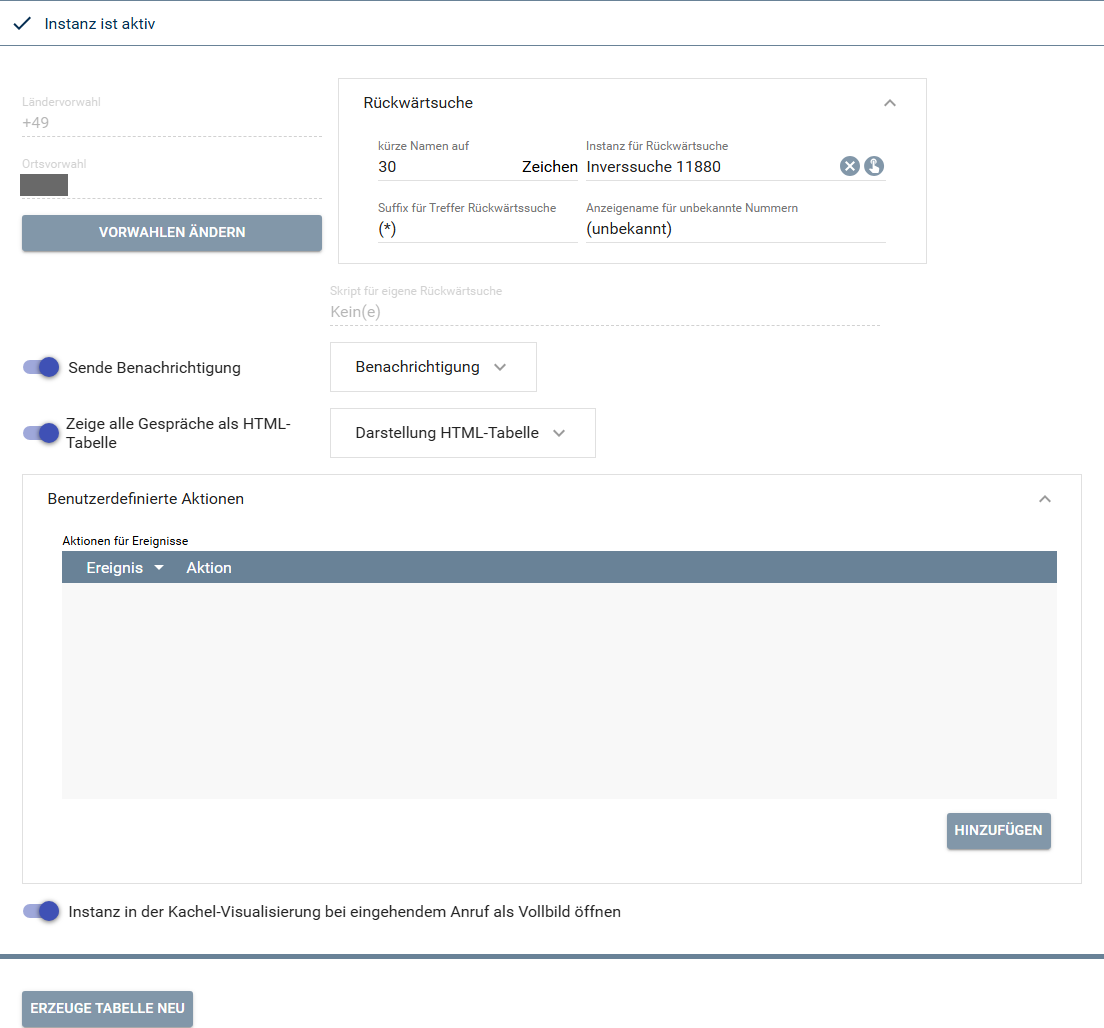 Instanz ist aktiv
Ländervorwahl
+49
Ortsvorwahl
VORWAHLEN ÄNDERN
Rückwärtsuche
kürze Namen auf
30 Zeichen
Instanz für Rückwärtsuche
Inverssuche 11880
Suffix für Treffer Rückwärtssuche
(*)
Anzeigename für unbekannte Nummern
(unbekannt)
Skript für eigene Rückwärtsuche
Kein(e)
Sende Benachrichtigung
Benachrichtigung
Zeige alle Gespräche als HTML-
Tabelle
Darstellung HTML-Tabelle
Benutzerdefinierte Aktionen
Aktionen für Ereignisse
Ereignis Aktion
HINZUFÜGEN
Instanz in der Kachel-Visualisierung bei eingehendem Anruf als Vollbild öffnen
ERZEUGE TABELLE NEU